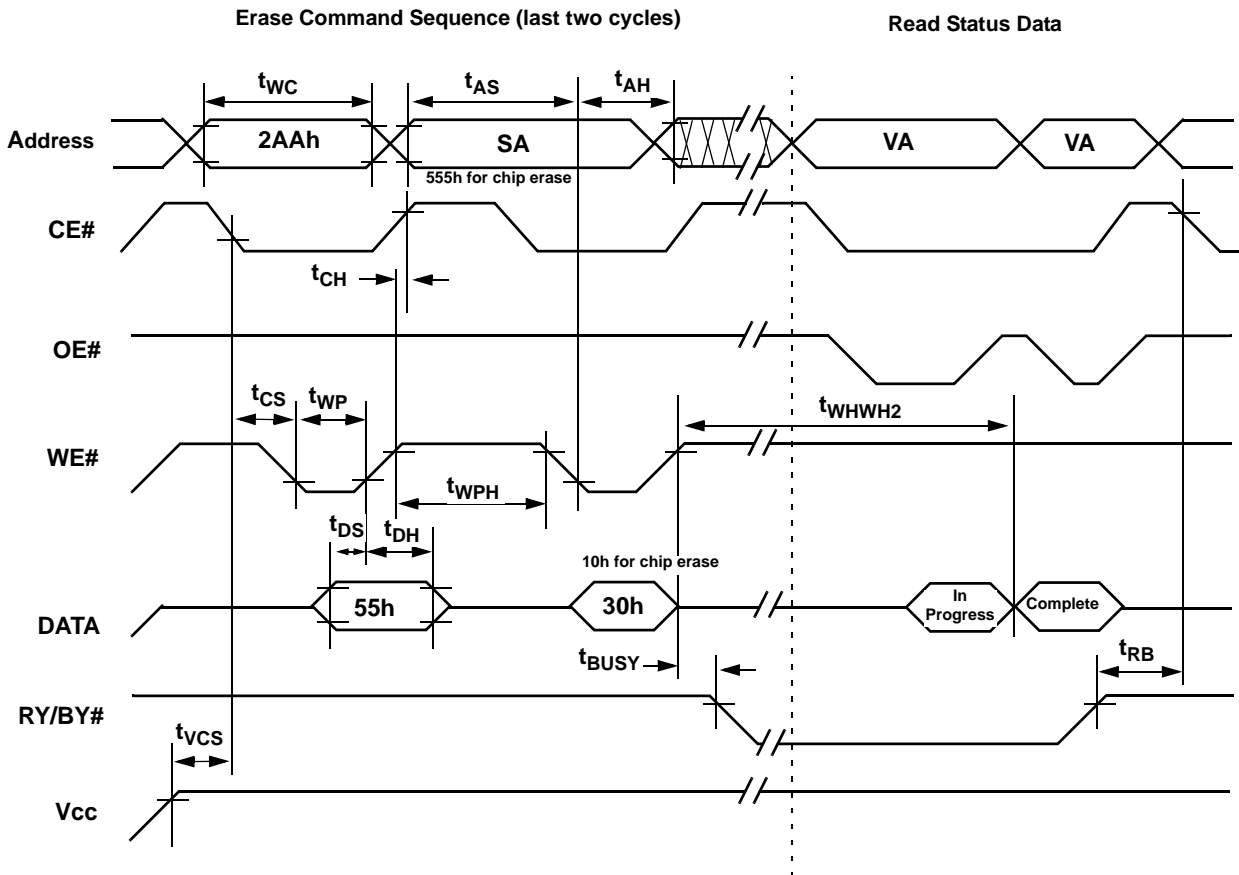 Erase Command Sequence (last two cycles)
Read Status Data
tWC
tAS
tAH
Address
2AAh
SA
VA
VA
555h for chip erase
CE#
tCH
OE#
tCS
tWP
tWHWH2
WE#
tWPH
tDS
tDH
10h for chip erase
DATA
55h
30h
In
Progress
Complete
tBUSY
tRB
RY/BY#
tVCS
Vcc